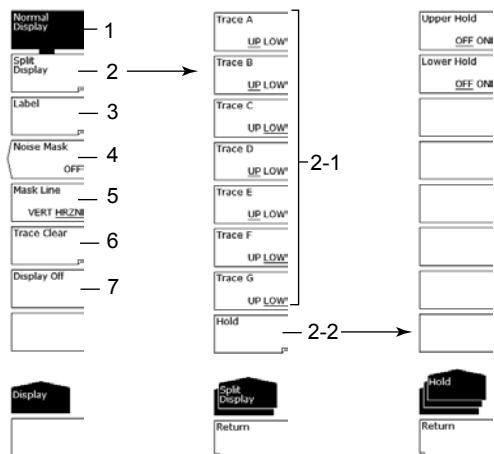 Normal
Display
1
Split
Display
2
Label
3
Noise Mask
OFF
4
Mask Line
VERT HRZN
5
Trace Clear
6
Display Off
7
Display
Trace A
UP LOW
Trace B
UP LOW
Trace C
UP LOW
Trace D
UP LOW
Trace E
UP LOW
Trace F
UP LOW
Trace G
UP LOW
2-1
Hold
2-2
Split
Display
Return
Upper Hold
OFF ON
Lower Hold
OFF ON
Hold
Return